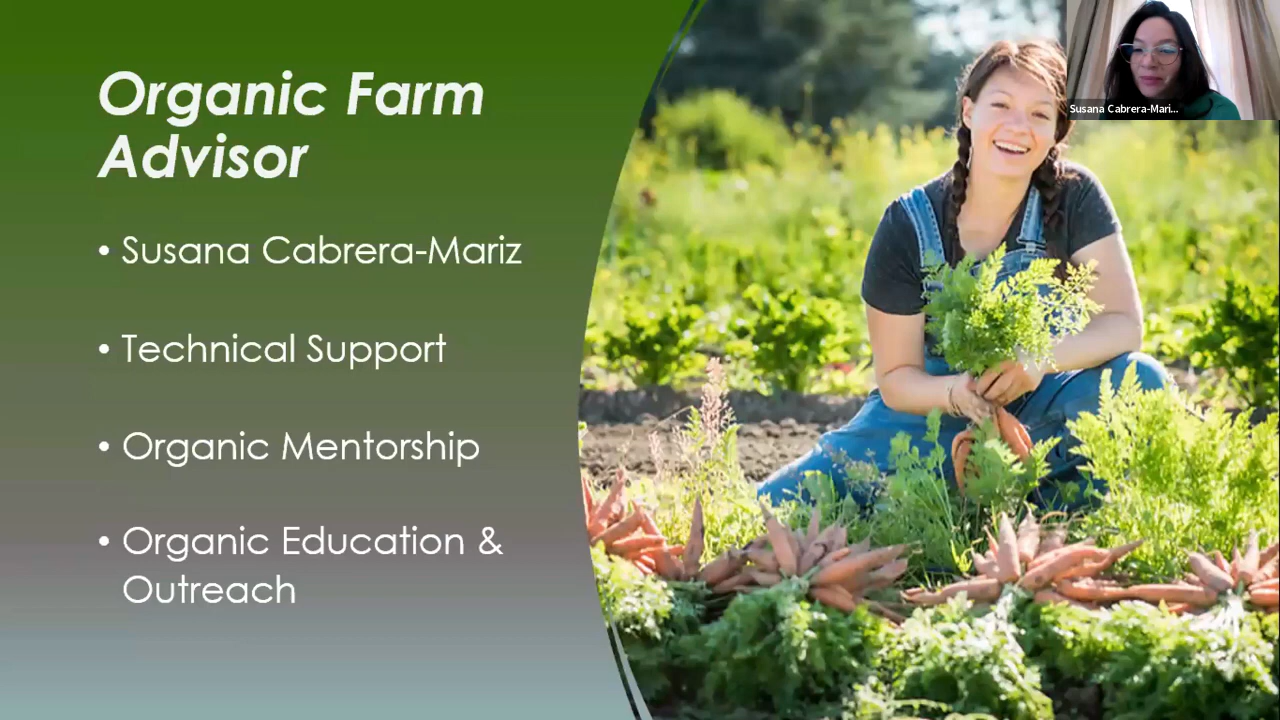 Organic Farm
Advisor
• Susana Cabrera-Mariz
• Technical Support
• Organic Mentorship
• Organic Education &
Outreach
Susana Cabrera-Mari...